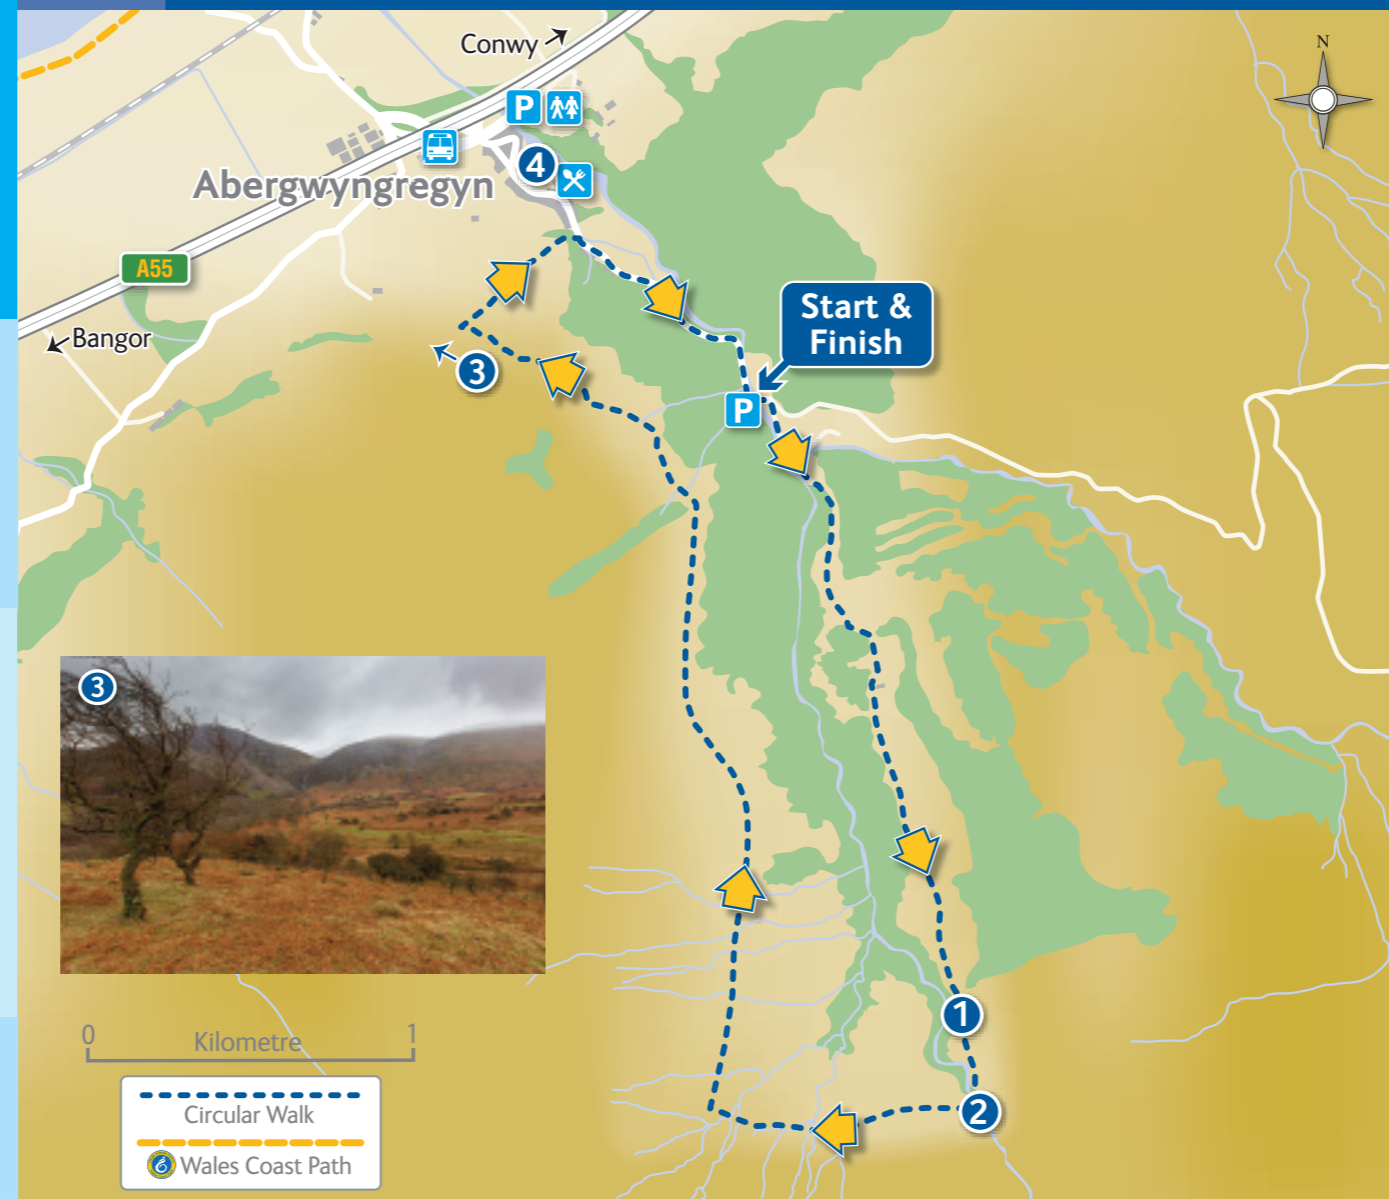 N
Conwy
P
4
Abergwyngregyn
A55
Start &
Finish
Bangor
3
P
3
1
0
1
Kilometre
2
Circular Walk
Wales Coast Path